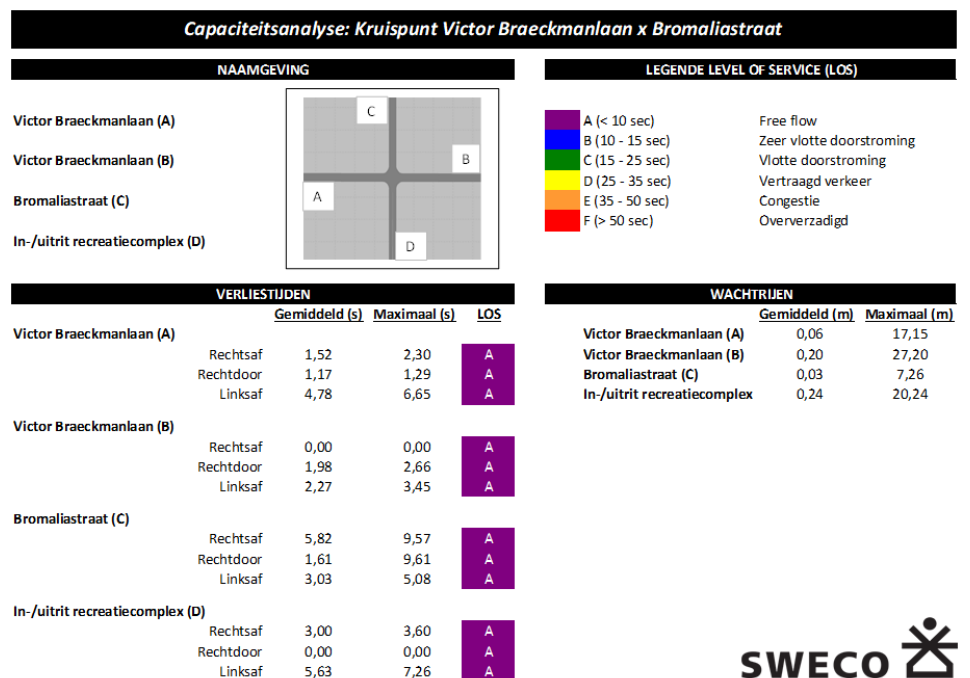 Capaciteitsanalyse: Kruispunt Victor Braeckmanlaan x Bromaliastraat
NAAMGEVING
Victor Braeckmanlaan (A)
Victor Braeckmanlaan (B)
Bromaliastraat (C)
In-/uitrit recreatiecomplex (D)
C
B
A
D
LEGENDE LEVEL OF SERVICE (LOS)
A (< 10 sec) Free flow
B (10 - 15 sec) Zeer vlotte doorstroming
C (15 - 25 sec) Vlotte doorstroming
D (25 - 35 sec) Vertraagd verkeer
E (35 - 50 sec) Congestie
F (> 50 sec) Oververzadigd
VERLIESTIJDEN
Gemiddeld (s) Maximaal (s) LOS
Victor Braeckmanlaan (A)
Rechtsaf 1,52 2,30 A
Rechtdoor 1,17 1,29 A
Linksaf 4,78 6,65 A
Victor Braeckmanlaan (B)
Rechtsaf 0,00 0,00 A
Rechtdoor 1,98 2,66 A
Linksaf 2,27 3,45 A
Bromaliastraat (C)
Rechtsaf 5,82 9,57 A
Rechtdoor 1,61 9,61 A
Linksaf 3,03 5,08 A
In-/uitrit recreatiecomplex (D)
Rechtsaf 3,00 3,60 A
Rechtdoor 0,00 0,00 A
Linksaf 5,63 7,26 A
WACHTRIJEN
Gemiddeld (m) Maximaal (m)
Victor Braeckmanlaan (A) 0,06 17,15
Victor Braeckmanlaan (B) 0,20 27,20
Bromaliastraat (C) 0,03 7,26
In-/uitrit recreatiecomplex 0,24 20,24
SWECO